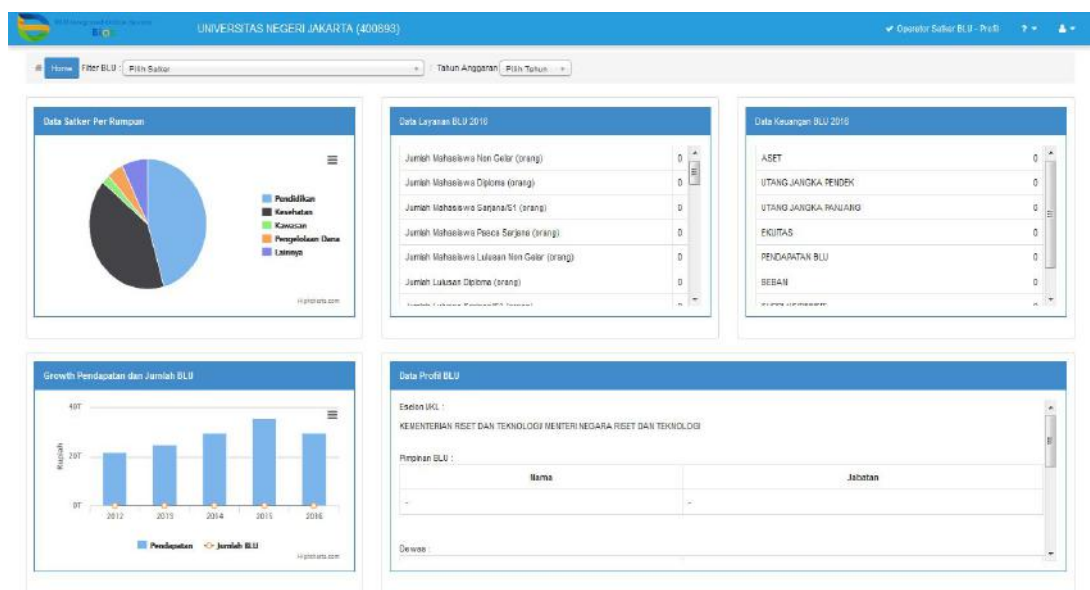 UNIVERSITAS NEGERI JAKARTA (400893)
Operator Satker BLU - Profil
Home Filter BLU : Pilih Satker / Tahun Anggaran Pilih Tahun
Data Satker Per Rumpun
Pendidikan
Kesehatan
Kawasan
Pengelolaan Dana
Lainnya
Highcharts.com
Data Layanan BLU 2016
Jumlah Mahasiswa Non Gelar (orang) 0
Jumlah Mahasiswa Diploma (orang) 0
Jumlah Mahasiswa Sarjana/S1 (orang) 0
Jumlah Mahasiswa Pasca Sarjana (orang) 0
Jumlah Mahasiswa Lulusan Non Gelar (orang) 0
Jumlah Lulusan Diploma (orang) 0
Data Keuangan BLU 2016
ASET 0
UTANG JANGKA PENDEK 0
UTANG JANGKA PANJANG 0
EKUITAS 0
PENDAPATAN BLU 0
BEBAN 0
Growth Pendapatan dan Jumlah BLU
40T
20T
0T
Rupiah
2012 2013 2014 2015 2016
Pendapatan Jumlah BLU
Highcharts.com
Data Profil BLU
Eselon I/KL :
KEMENTERIAN RISET DAN TEKNOLOGI/ MENTERI NEGARA RISET DAN TEKNOLOGI
Pimpinan BLU :
Nama Jabatan
- -
Dewas :